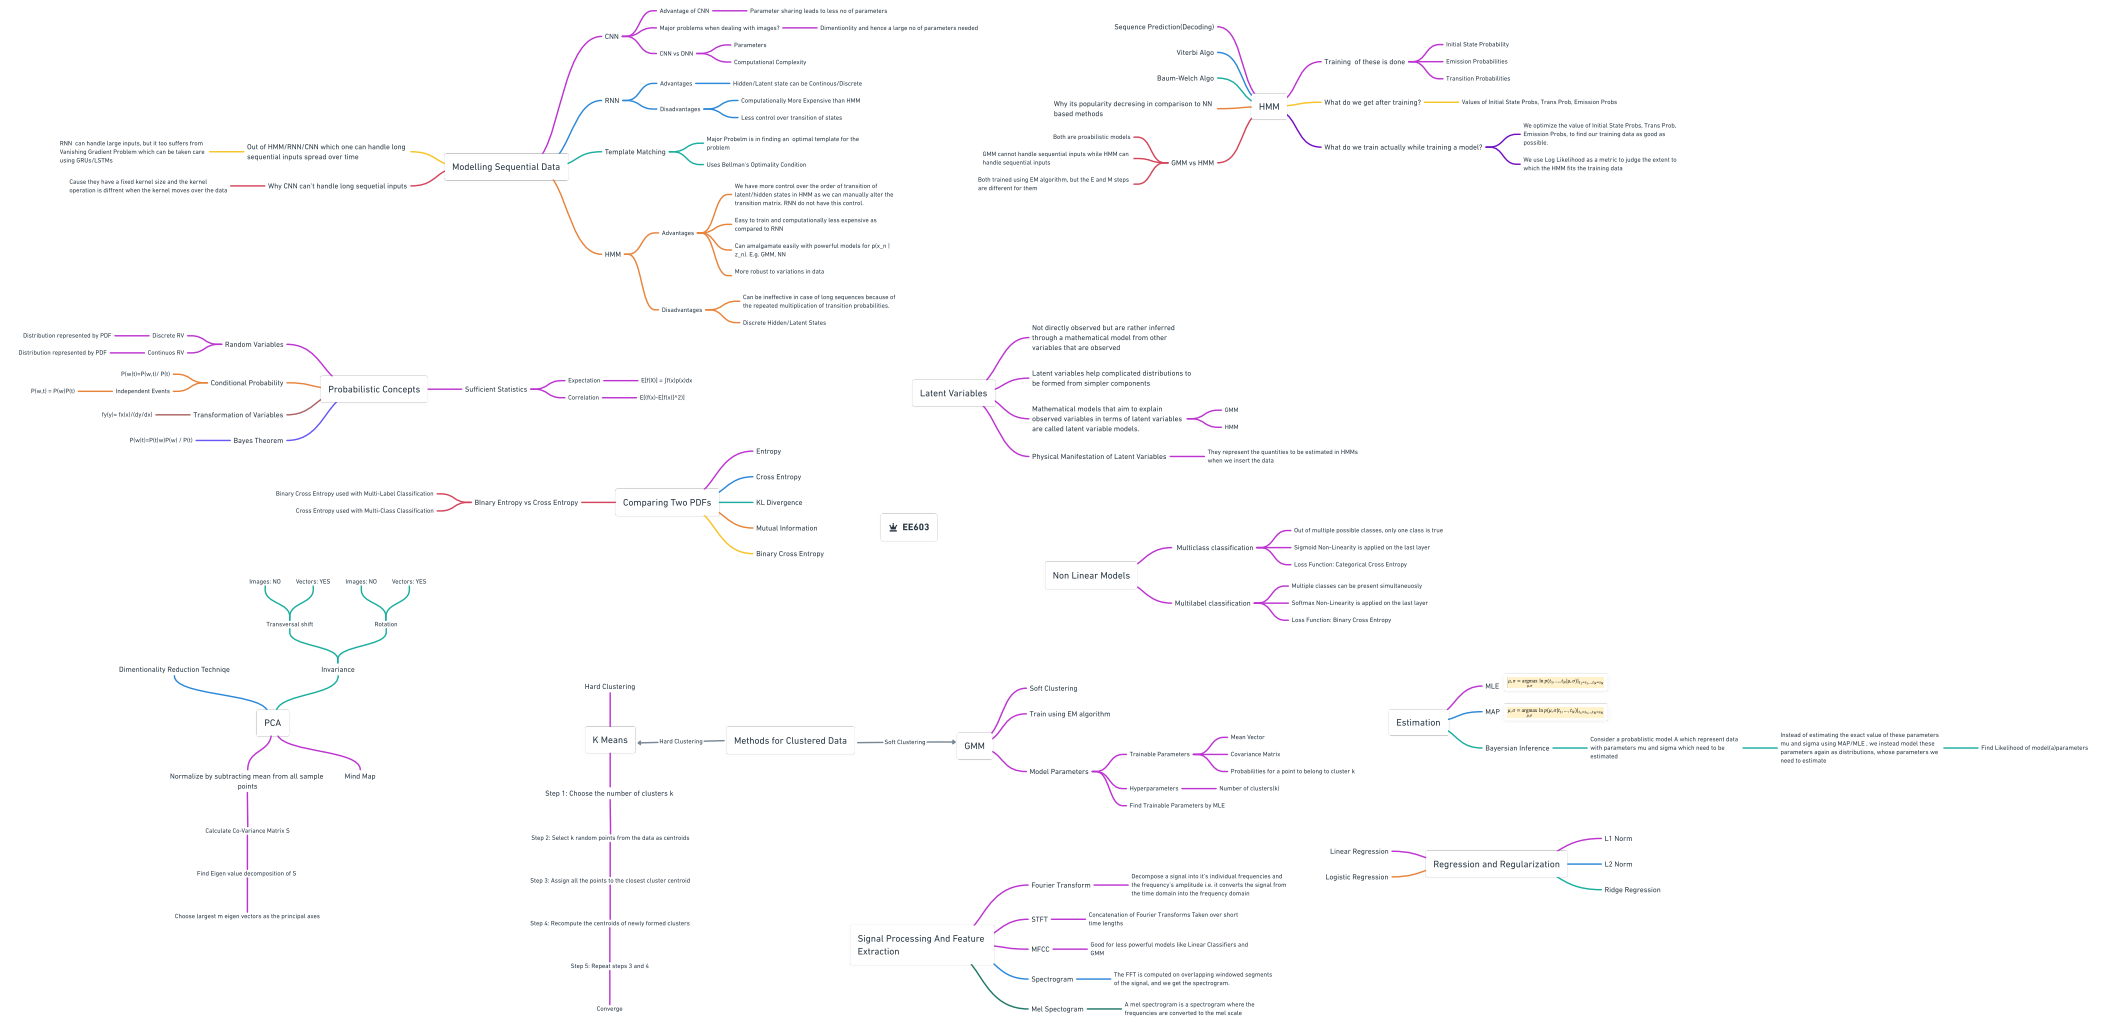 Modelling Sequential Data
CNN
Advantage of CNN
Parameter sharing leads to less no of parameters
Major problems when dealing with images?
Dimentionlity and hence a large no of parameters needed
CNN vs DNN
Parameters
Computational Complexity
RNN
Advantages
Hidden/Latent state can be Continous/Discrete
Disadvantages
Computationally More Expensive than HMM
Less control over transition of states
Template Matching
Major Probelm is in finding an optimal template for the
problem
Uses Bellman's Optimality Condition
HMM
Advantages
We have more control over the order of transition of
latent/hidden states in HMM as we can manually alter the
transition matrix. RNN do not have this control.
Easy to train and computationally less expensive as
compared to RNN
Can amalgamate easily with powerful models for p(x_n |
z_n). E.g. GMM, NN
More robust to variations in data
Disadvantages
Can be ineffective in case of long sequences because of
the repeated multiplication of transition probabilities.
Discrete Hidden/Latent States
Out of HMM/RNN/CNN which one can handle long
sequential inputs spread over time
RNN can handle large inputs, but it too suffers from
Vanishing Gradient Problem which can be taken care
using GRUs/LSTMs
Why CNN can't handle long sequetial inputs
Cause they have a fixed kernel size and the kernel
operation is diffrent when the kernel moves over the data
HMM
Sequence Prediction(Decoding)
Viterbi Algo
Baum-Welch Algo
Why its popularity decresing in comparison to NN
based methods
GMM vs HMM
Both are proabilistic models
GMM cannot handle sequential inputs while HMM can
handle sequential inputs
Both trained using EM algorithm, but the E and M steps
are different for them
Training of these is done
Initial State Probability
Emission Probabilities
Transition Probabilities
What do we get after training?
Values of Initial State Probs, Trans Prob, Emission Probs
What do we train actually while training a model?
We optimize the value of Initial State Probs, Trans Prob,
Emission Probs, to find our training data as good as
possible.
We use Log Likelihood as a metric to judge the extent to
which the HMM fits the training data
Probabilistic Concepts
Random Variables
Discrete RV
Distribution represented by PDF
Continuos RV
Distribution represented by PDF
Conditional Probability
P(w|t)=P(w,t)/ P(t)
Independent Events
P(w,t) = P(w)P(t)
Transformation of Variables
fy(y)= fx(x)/(dy/dx)
Bayes Theorem
P(w|t)=P(t|w)P(w) / P(t)
Sufficient Statistics
Expectation
E[f(X)] = ∫f(x)p(x)dx
Correlation
E[(f(x)-E[f(x)]^2)]
Latent Variables
Not directly observed but are rather inferred
through a mathematical model from other
variables that are observed
Latent variables help complicated distributions to
be formed from simpler components
Mathematical models that aim to explain
observed variables in terms of latent variables
are called latent variable models.
GMM
HMM
Physical Manifestation of Latent Variables
They represent the quantities to be estimated in HMMs
when we insert the data
Comparing Two PDFs
Entropy
Cross Entropy
KL Divergence
Mutual Information
Binary Cross Entropy
BInary Entropy vs Cross Entropy
Binary Cross Entropy used with Multi-Label Classification
Cross Entropy used with Multi-Class Classification
EE603
Non Linear Models
Multiclass classification
Out of multiple possible classes, only one class is true
Sigmoid Non-Linearity is applied on the last layer
Loss Function: Categorical Cross Entropy
Multilabel classification
Multiple classes can be present simultaneuosly
Softmax Non-Linearity is applied on the last layer
Loss Function: Binary Cross Entropy
Images: NO
Vectors: YES
Images: NO
Vectors: YES
Transversal shift
Rotation
Dimentionality Reduction Techniqe
Invariance
PCA
Normalize by subtracting mean from all sample
points
Mind Map
Calculate Co-Variance Matrix S
Find Eigen value decomposition of S
Choose largest m eigen vectors as the principal axes
Hard Clustering
K Means
Hard Clustering
Methods for Clustered Data
Soft Clustering
GMM
Step 1: Choose the number of clusters k
Step 2: Select k random points from the data as centroids
Step 3: Assign all the points to the closest cluster centroid
Step 4: Recompute the centroids of newly formed clusters
Step 5: Repeat steps 3 and 4
Converge
Soft Clustering
Train using EM algorithm
Model Parameters
Trainable Parameters
Mean Vector
Covariance Matrix
Probabilities for a point to belong to cluster k
Hyperparameters
Number of clusters(k)
Find Trainable Parameters by MLE
Estimation
MLE
MAP
Bayersian Inference
Consider a probablistic model A which represent data
with parameters mu and sigma which need to be
estimated
Instead of estimating the exact value of these parameters
mu and sigma using MAP/MLE , we instead model these
parameters again as distributions, whose parameters we
need to estimate
Find Likelihood of model(a)parameters
Regression and Regularization
Linear Regression
Logistic Regression
L1 Norm
L2 Norm
Ridge Regression
Signal Processing And Feature
Extraction
Fourier Transform
Decompose a signal into it's individual frequencies and
the frequency's amplitude i.e. it converts the signal from
the time domain into the frequency domain
STFT
Concatenation of Fourier Transforms Taken over short
time lengths
MFCC
Good for less powerful models like Linear Classifiers and
GMM
Spectrogram
The FFT is computed on overlapping windowed segments
of the signal, and we get the spectrogram.
Mel Spectogram
A mel spectrogram is a spectrogram where the
frequencies are converted to the mel scale